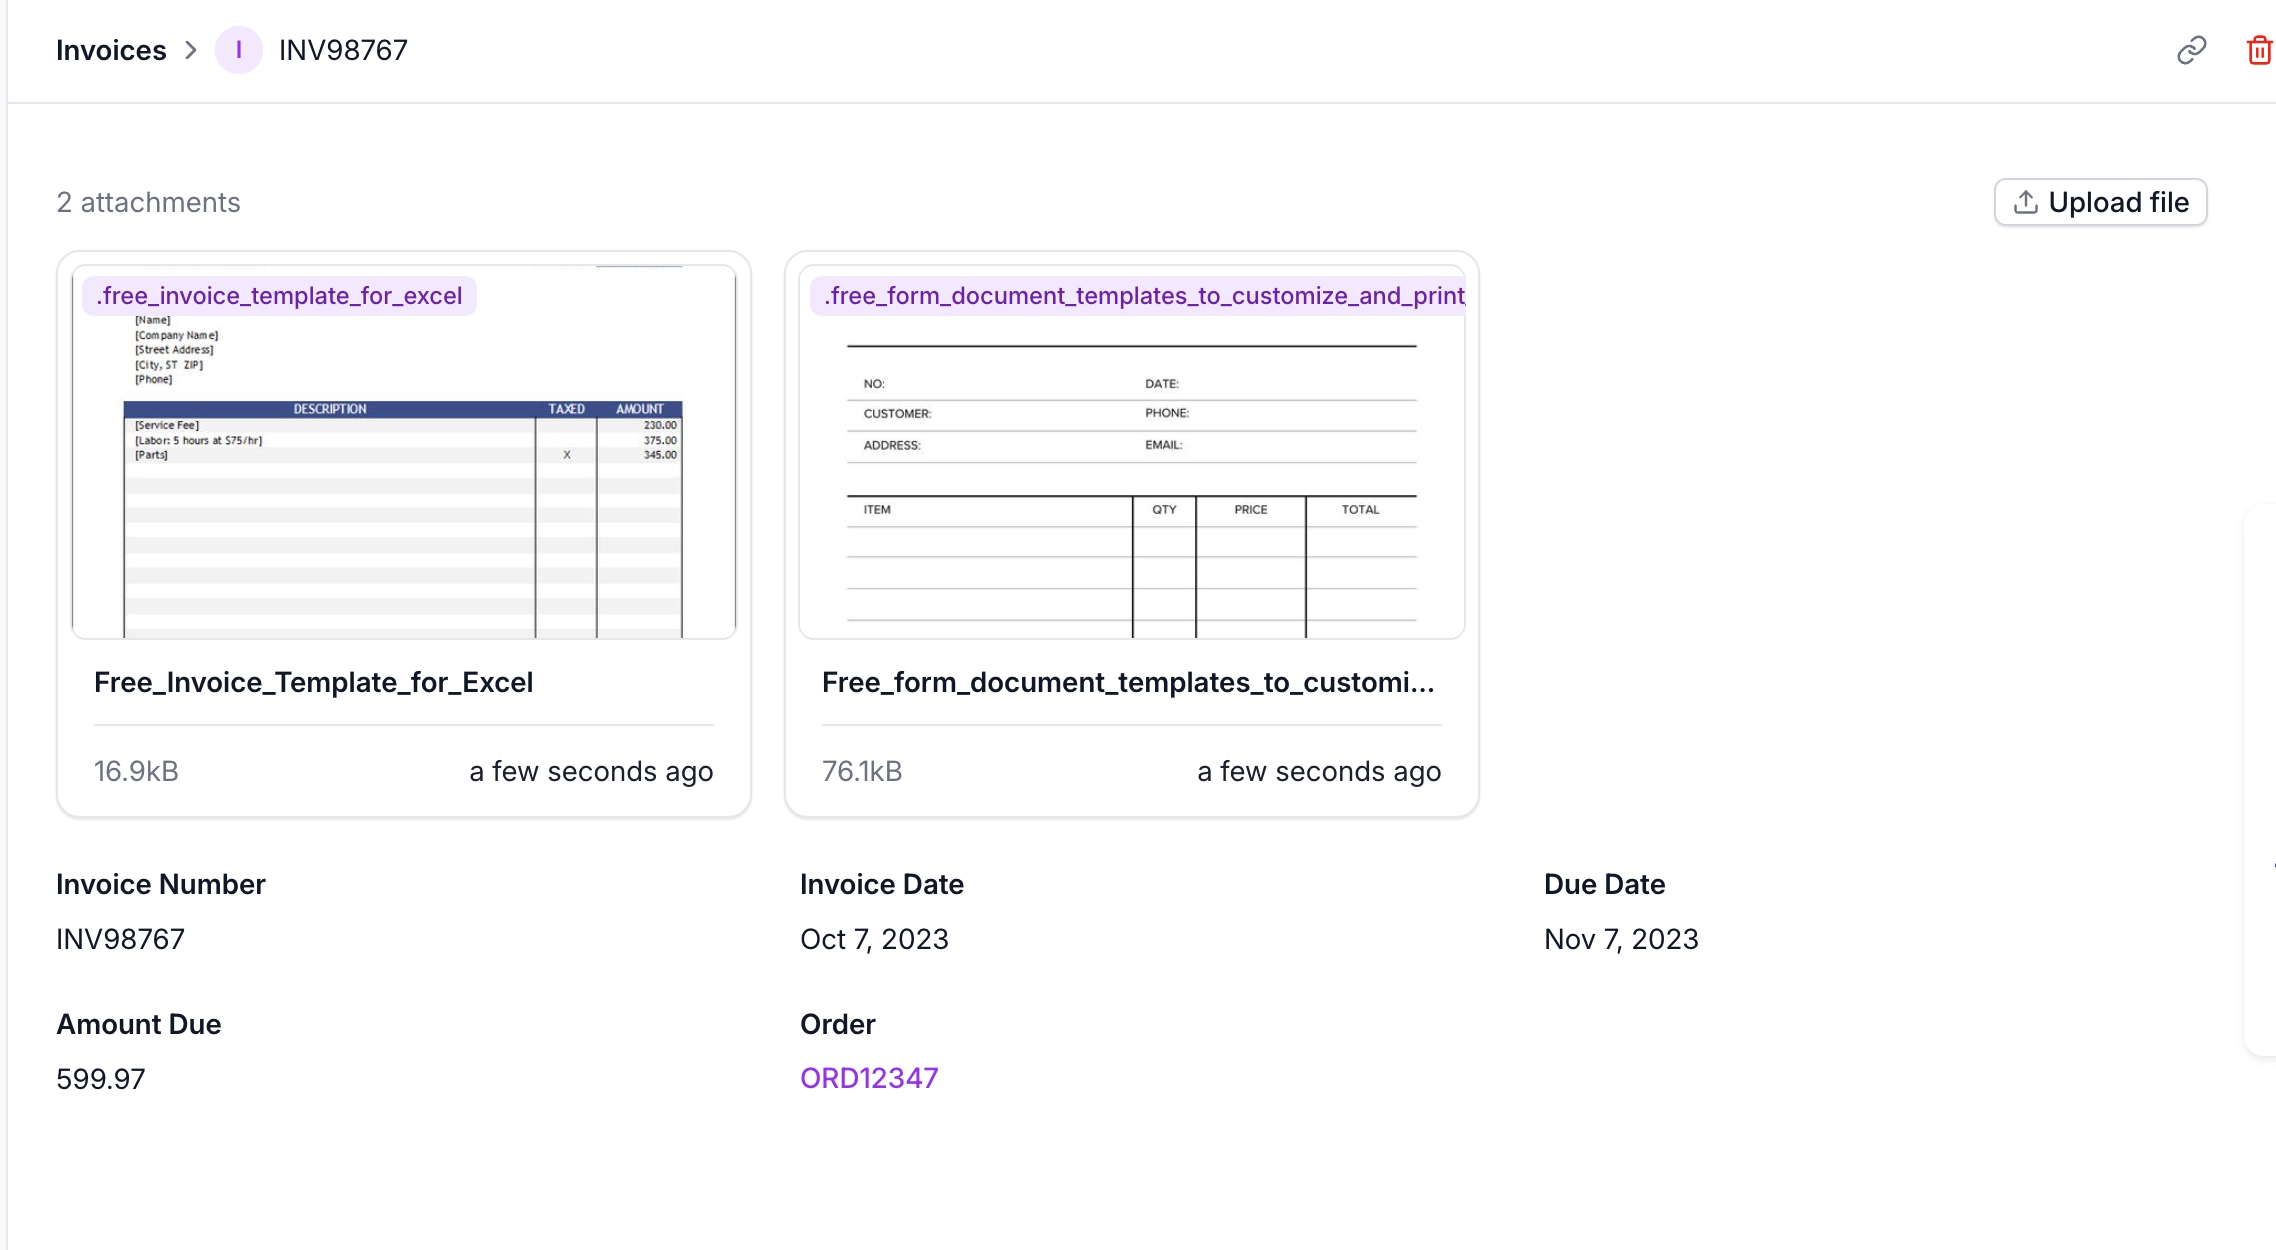 Invoices > I INV98767
2 attachments
Upload file
.free_invoice_template_for_excel
[Name]
[Company Name]
[Street Address]
[City, ST ZIP]
[Phone]
DESCRIPTION TAXED AMOUNT
[Service Fee] 230.00
[Labor: 5 hours at $75/hr] 375.00
[Parts] X 345.00
Free_Invoice_Template_for_Excel
16.9kB a few seconds ago
.free_form_document_templates_to_customize_and_print
NO: DATE:
CUSTOMER: PHONE:
ADDRESS: EMAIL:
ITEM QTY PRICE TOTAL
Free_form_document_templates_to_customi...
76.1kB a few seconds ago
Invoice Number
INV98767
Invoice Date
Oct 7, 2023
Due Date
Nov 7, 2023
Amount Due
599.97
Order
ORD12347